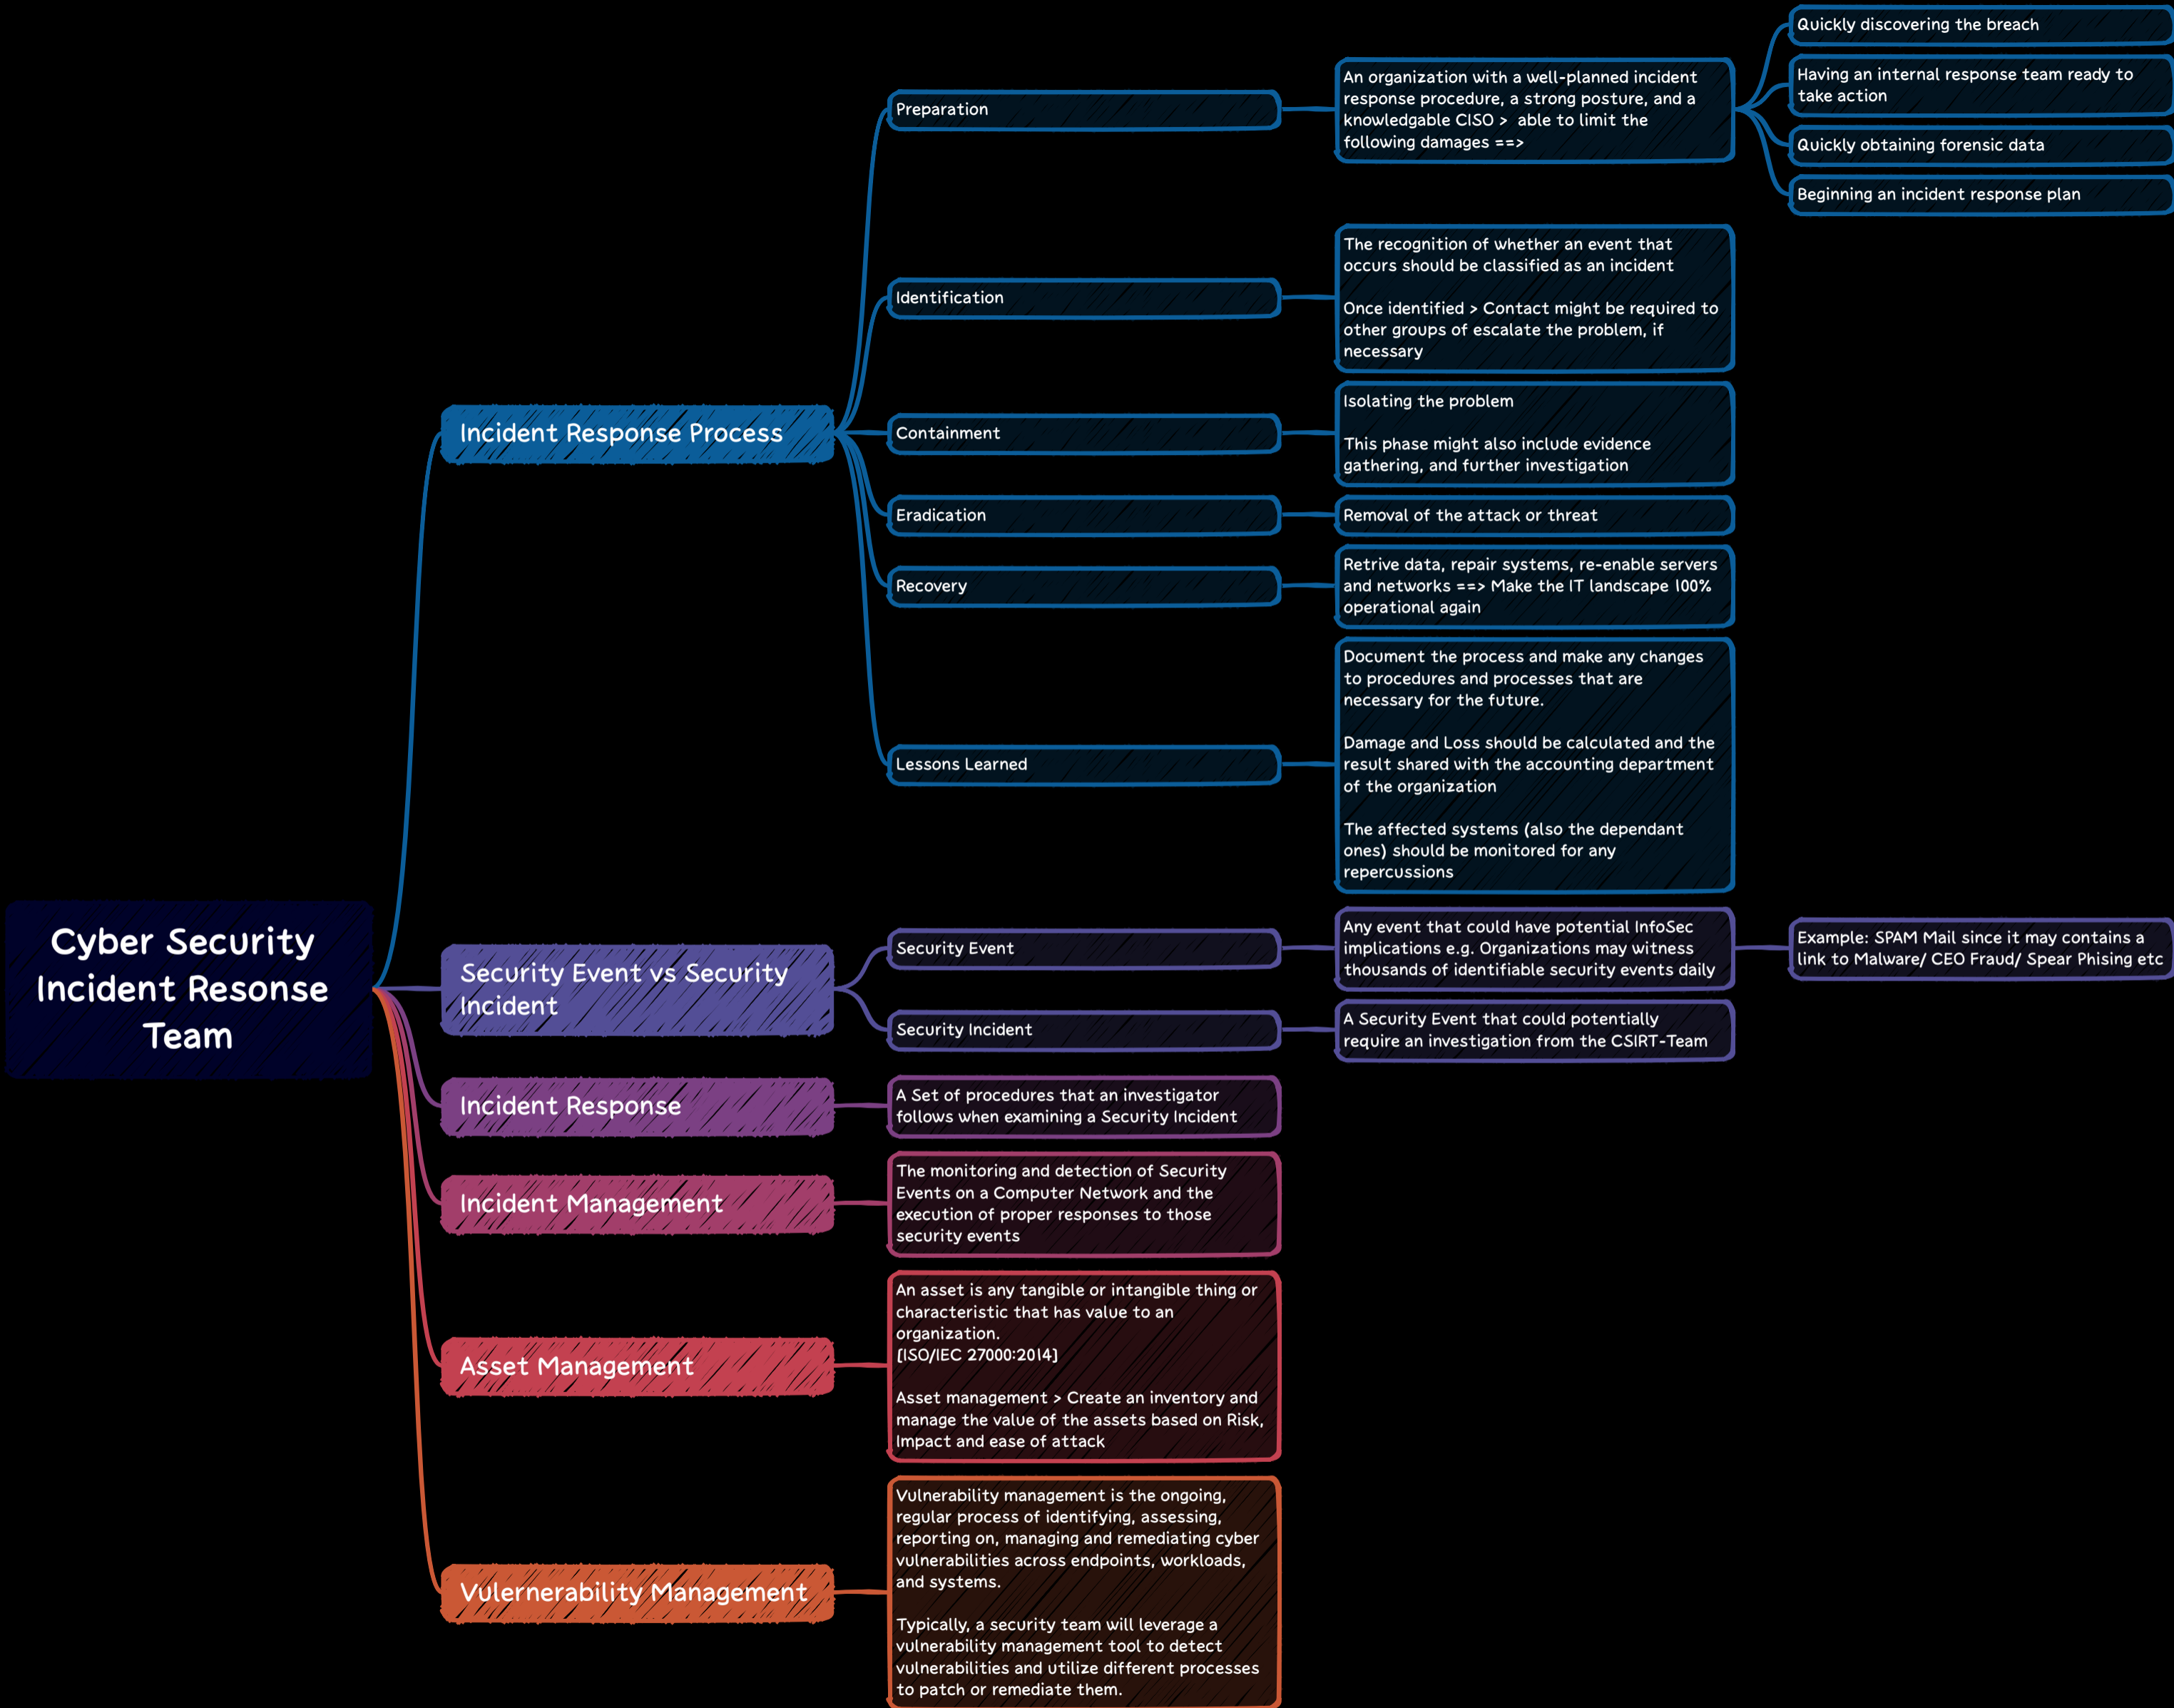 Cyber Security
Incident Resonse
Team
Incident Response Process
Preparation
An organization with a well-planned incident
response procedure, a strong posture, and a
knowledgable CISO >  able to limit the
following damages ==>
Quickly discovering the breach
Having an internal response team ready to
take action
Quickly obtaining forensic data
Beginning an incident response plan
Identification
The recognition of whether an event that
occurs should be classified as an incident
Once identified > Contact might be required to
other groups of escalate the problem, if
necessary
Containment
Isolating the problem
This phase might also include evidence
gathering, and further investigation
Eradication
Removal of the attack or threat
Recovery
Retrive data, repair systems, re-enable servers
and networks ==> Make the IT landscape 100%
operational again
Lessons Learned
Document the process and make any changes
to procedures and processes that are
necessary for the future.
Damage and Loss should be calculated and the
result shared with the accounting department
of the organization
The affected systems (also the dependant
ones) should be monitored for any
repercussions
Security Event vs Security
Incident
Security Event
Any event that could have potential InfoSec
implications e.g. Organizations may witness
thousands of identifiable security events daily
Example: SPAM Mail since it may contains a
link to Malware/ CEO Fraud/ Spear Phising etc
Security Incident
A Security Event that could potentially
require an investigation from the CSIRT-Team
Incident Response
A Set of procedures that an investigator
follows when examining a Security Incident
Incident Management
The monitoring and detection of Security
Events on a Computer Network and the
execution of proper responses to those
security events
Asset Management
An asset is any tangible or intangible thing or
characteristic that has value to an
organization.
[ISO/IEC 27000:2014]
Asset management > Create an inventory and
manage the value of the assets based on Risk,
Impact and ease of attack
Vulernerability Management
Vulnerability management is the ongoing,
regular process of identifying, assessing,
reporting on, managing and remediating cyber
vulnerabilities across endpoints, workloads,
and systems.
Typically, a security team will leverage a
vulnerability management tool to detect
vulnerabilities and utilize different processes
to patch or remediate them.